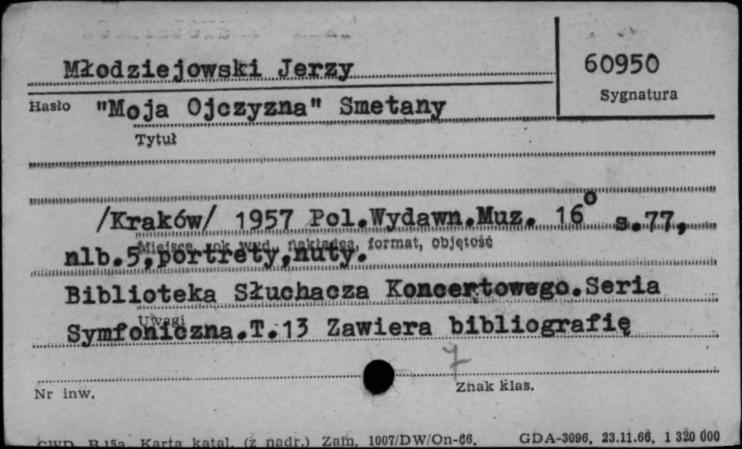 Młodziejowski Jerzy
60950
Sygnatura
Hasło "Moja Ojczyzna" Smetany
Tytuł
/Kraków/ 1957 Pol.Wydawn.Muz. 16° s.77,
Miejsce, rok wyd., nakładca, format, objętość
nlb.5,portrety,nuty.
Biblioteka Słuchacza Koncertowego.Seria
Uwagi
Symfoniczna.T.13 Zawiera bibliografię
7
Nr inw.
Znak klas.
CWD B 15a Karta katal. (z nadr.) Zam. 1007/DW/On-66. GDA-3096, 23.11.66, 1 320 000